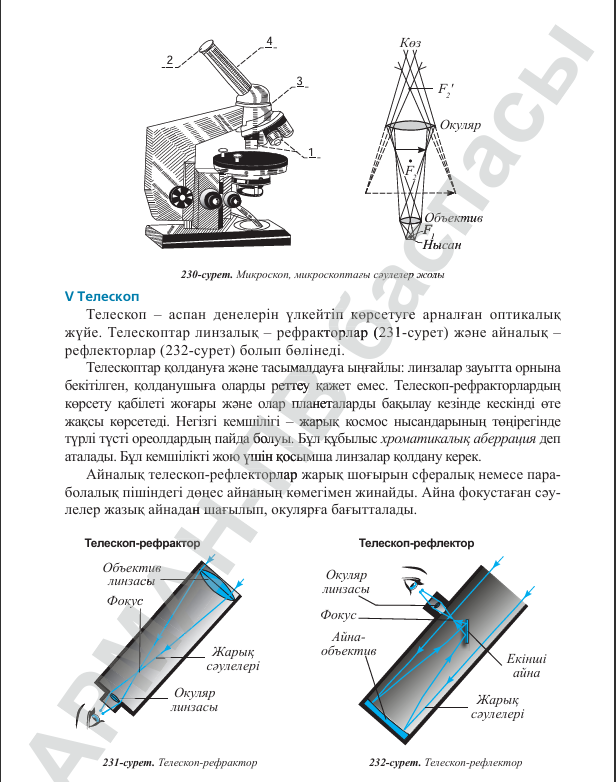 2
4
3
1
Көз
F₂'
Окуляр
F₂
Объектив
F₁
Нысан
230-сурет. Микроскоп, микроскоптағы сәулелер жолы
V Телескоп
Телескоп – аспан денелерін үлкейтіп көрсетуге арналған оптикалық
жүйе. Телескоптар линзалық – рефракторлар (231-сурет) және айналық –
рефлекторлар (232-сурет) болып бөлінеді.
Телескоптар қолдануға және тасымалдауға ыңғайлы: линзалар зауытта орнына
бекітілген, қолданушыға оларды реттеу қажет емес. Телескоп-рефракторлардың
көрсету қабілеті жоғары және олар планеталарды бақылау кезінде кескінді өте
жақсы көрсетеді. Негізгі кемшілігі – жарық космос нысандарының төңірегінде
түрлі түсті ореолдардың пайда болуы. Бұл құбылыс хроматикалық аберрация деп
аталады. Бұл кемшілікті жою үшін қосымша линзалар қолдану керек.
Айналық телескоп-рефлекторлар жарық шоғырын сфералық немесе пара-
болалық пішіндегі дөңес айнаның көмегімен жинайды. Айна фокустаған сәу-
лелер жазық айнадан шағылып, окулярға бағытталады.
Телескоп-рефрактор
Объектив
линзасы
Фокус
Жарық
сәулелері
Окуляр
линзасы
231-сурет. Телескоп-рефрактор
Телескоп-рефлектор
Окуляр
линзасы
Фокус
Айна-
объектив
Екінші
айна
Жарық
сәулелері
232-сурет. Телескоп-рефлектор
АРМАН-ПВ баспасы